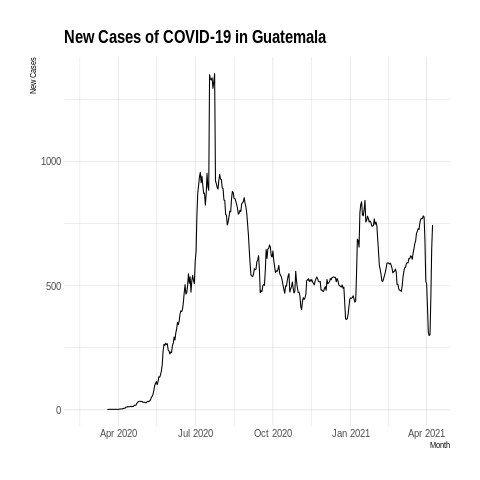 New Cases of COVID-19 in Guatemala
New Cases
1000
500
0
Apr 2020 Jul 2020 Oct 2020 Jan 2021 Apr 2021
Month